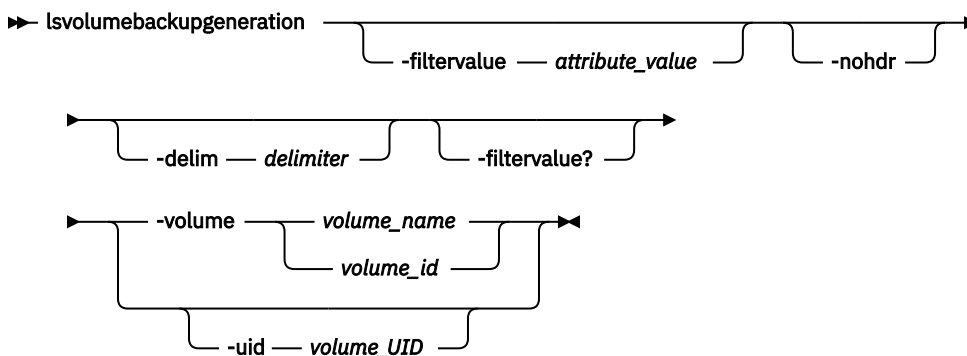 lsvolumebackupgeneration
-filtervalue attribute_value
-nohdr
-delim delimiter
-filtervalue?
-volume volume_name
volume_id
-uid volume_UID